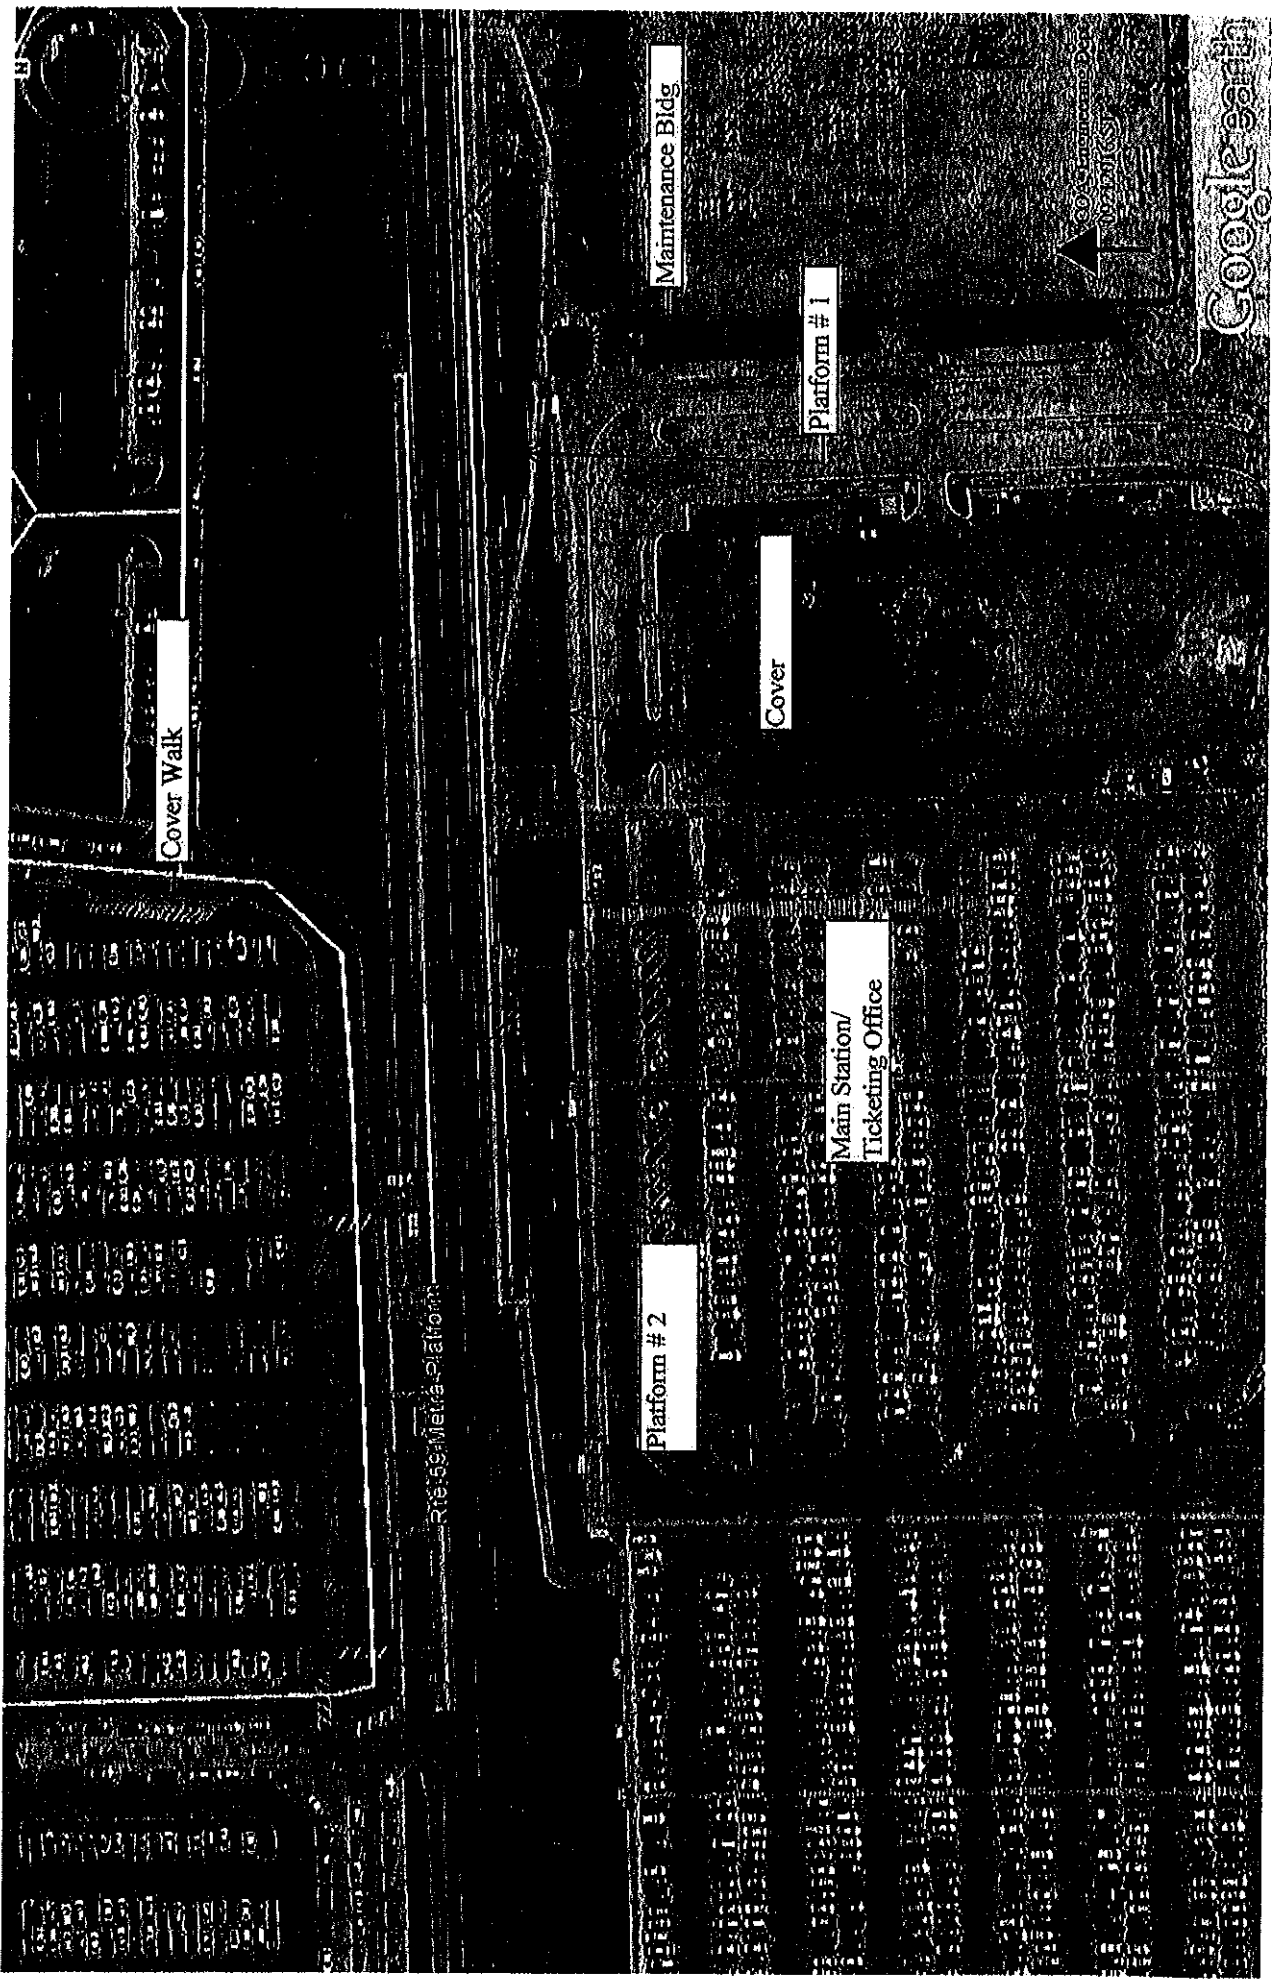 Cover Walk
Rte 59 Metra Platform
Platform # 2
Maintenance Bldg
Cover
Platform # 1
Main Station/
Ticketing Office
Google earth